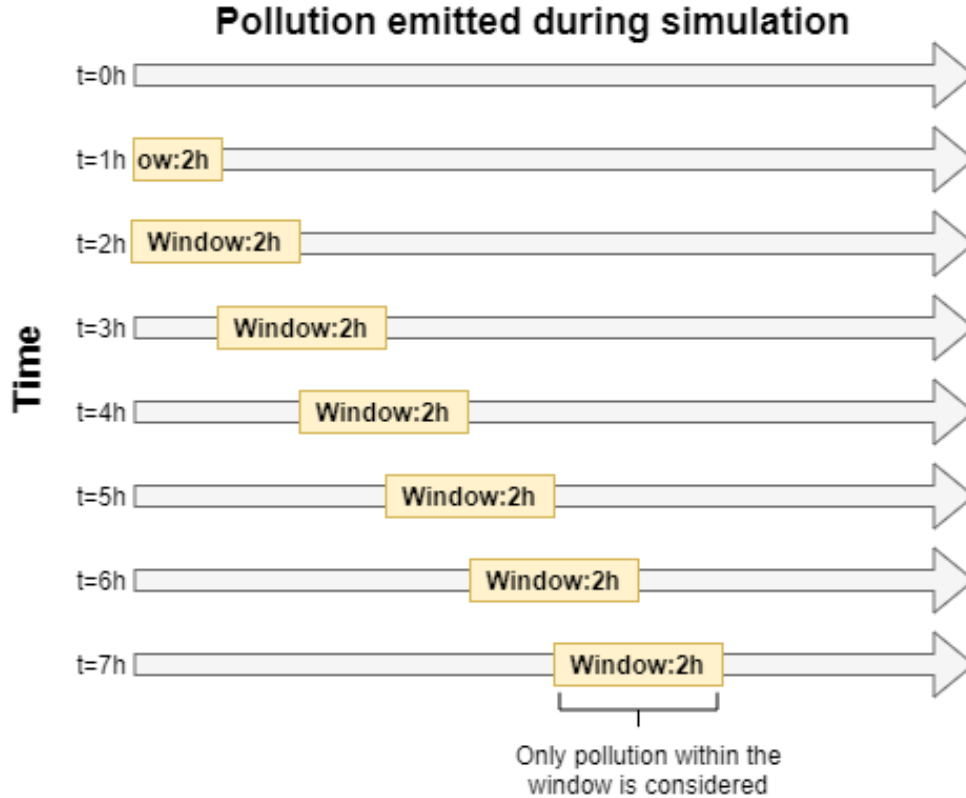 Pollution emitted during simulation
t=0h
t=1h ow:2h
t=2h Window:2h
t=3h Window:2h
Time
t=4h Window:2h
t=5h Window:2h
t=6h Window:2h
t=7h Window:2h
Only pollution within the
window is considered